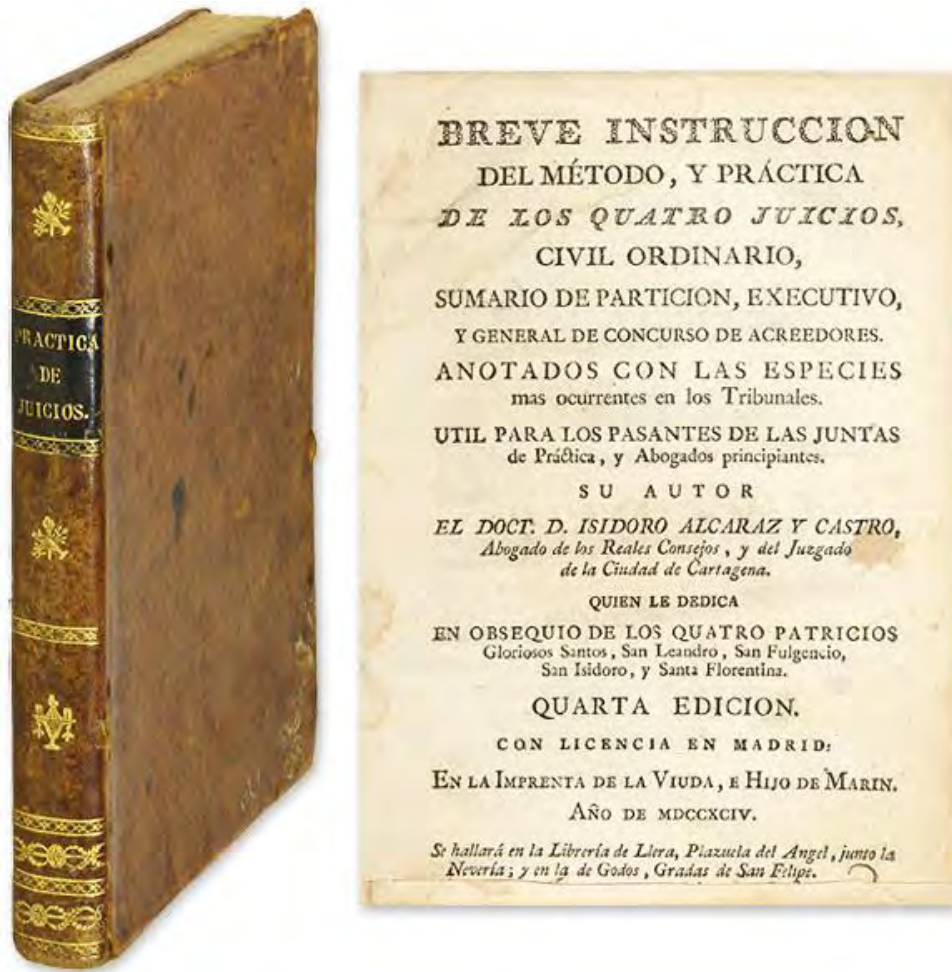 PRACTICA
DE
JUICIOS.
BREVE INSTRUCCION
DEL MÉTODO, Y PRÁCTICA
DE LOS QUATRO JUICIOS,
CIVIL ORDINARIO,
SUMARIO DE PARTICION, EXECUTIVO,
Y GENERAL DE CONCURSO DE ACREEDORES.
ANOTADOS CON LAS ESPECIES
mas ocurrentes en los Tribunales.
UTIL PARA LOS PASANTES DE LAS JUNTAS
de Práctica, y Abogados principiantes.
SU AUTOR
EL DOCT. D. ISIDORO ALCARAZ Y CASTRO,
Abogado de los Reales Consejos, y del Juzgado
de la Ciudad de Cartagena.
QUIEN LE DEDICA
EN OBSEQUIO DE LOS QUATRO PATRICIOS
Gloriosos Santos, San Leandro, San Fulgencio,
San Isidoro, y Santa Florentina.
QUARTA EDICION.
CON LICENCIA EN MADRID:
EN LA IMPRENTA DE LA VIUDA, E HIJO DE MARIN.
AÑO DE MDCCXCIV.
Se hallará en la Librería de Llera, Plazuela del Angel, junto la
Nevería; y en la de Godos, Gradas de San Felipe.